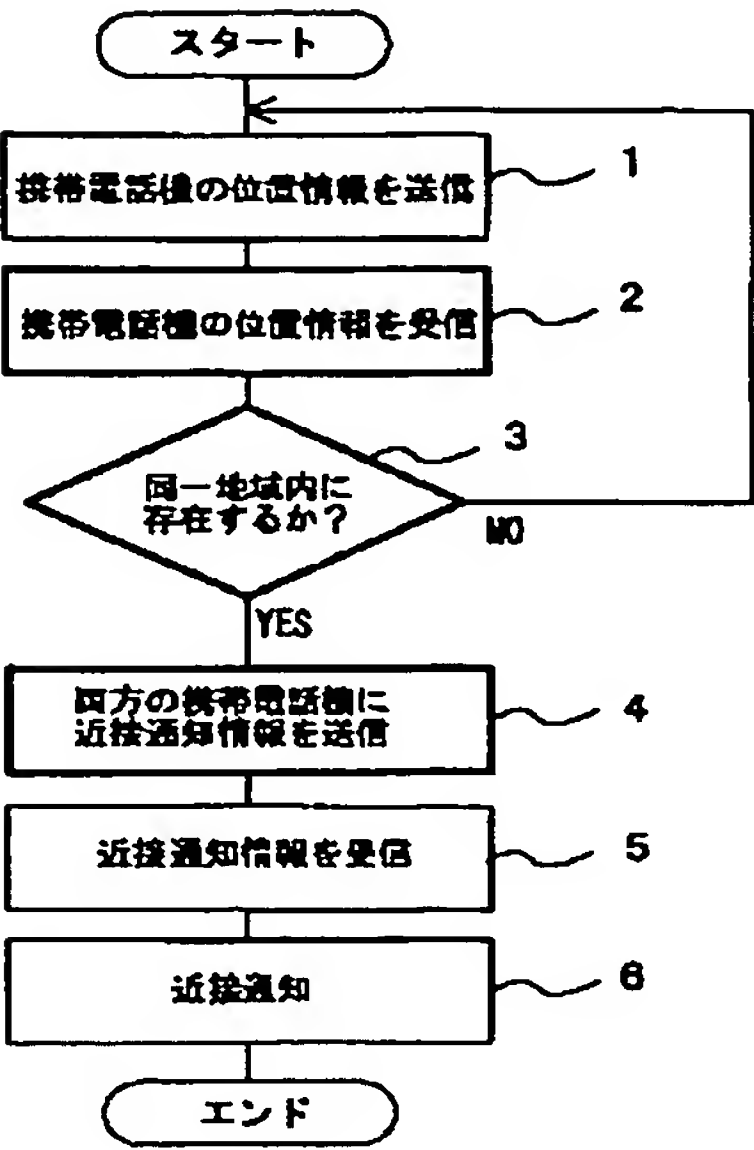 スタート
携帯電話機の位置情報を送信
1
携帯電話機の位置情報を受信
2
3
同一地域内に
存在するか？
NO
YES
両方の携帯電話機に
近接通知情報を送信
4
近接通知情報を受信
5
近接通知
6
エンド